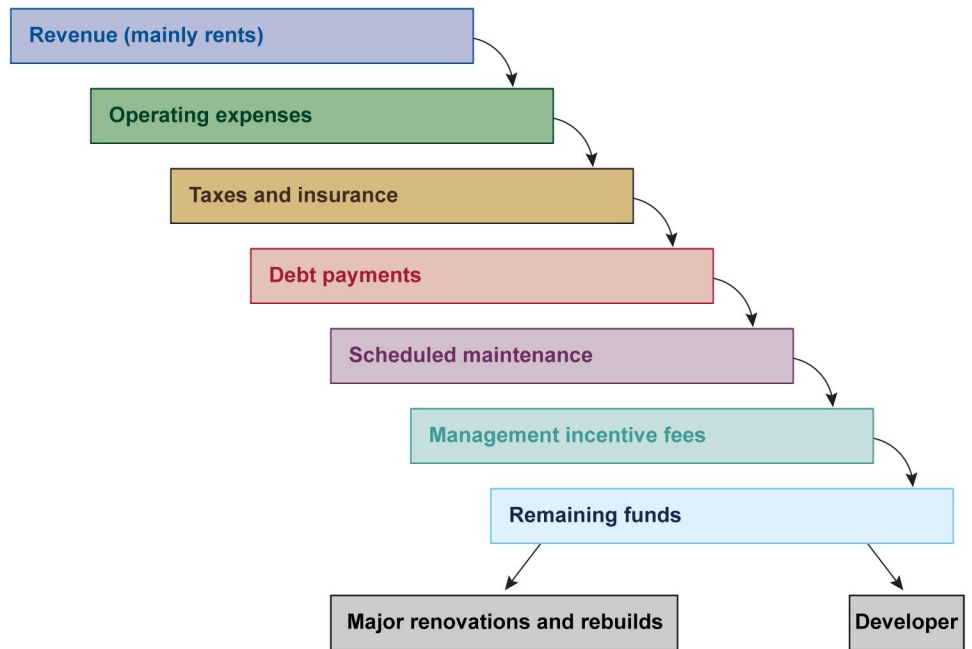 Revenue (mainly rents)
Operating expenses
Taxes and insurance
Debt payments
Scheduled maintenance
Management incentive fees
Remaining funds
Major renovations and rebuilds
Developer